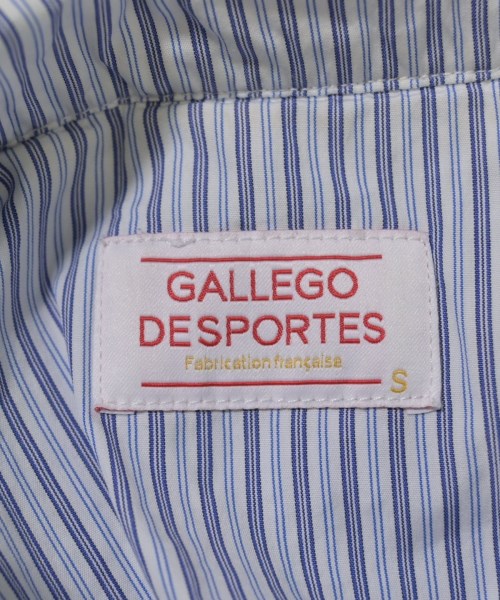 GALLEGO
DESPORTES
Fabrication française
S